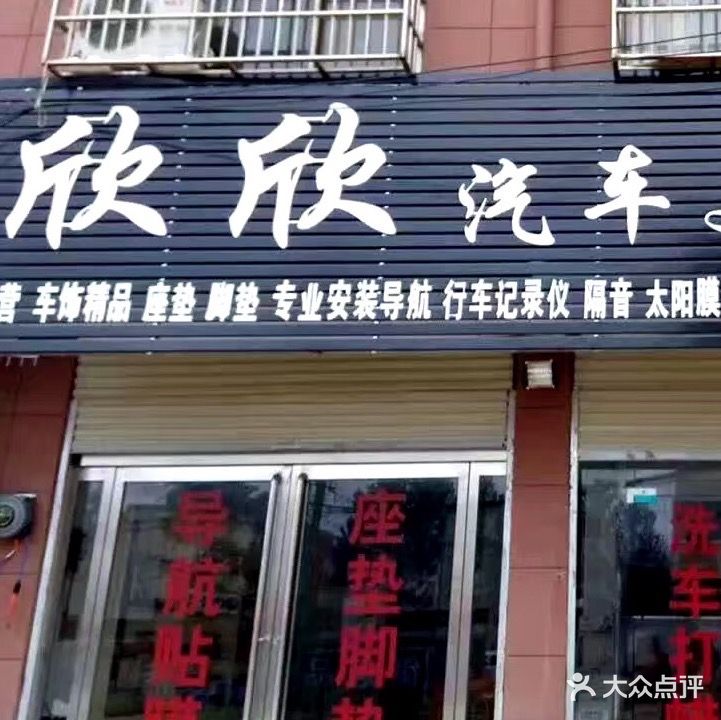 欣欣汽车
营 车饰精品 座垫 脚垫 专业安装导航 行车记录仪 隔音 太阳膜
导航贴膜
座垫脚垫
洗车打
大众点评